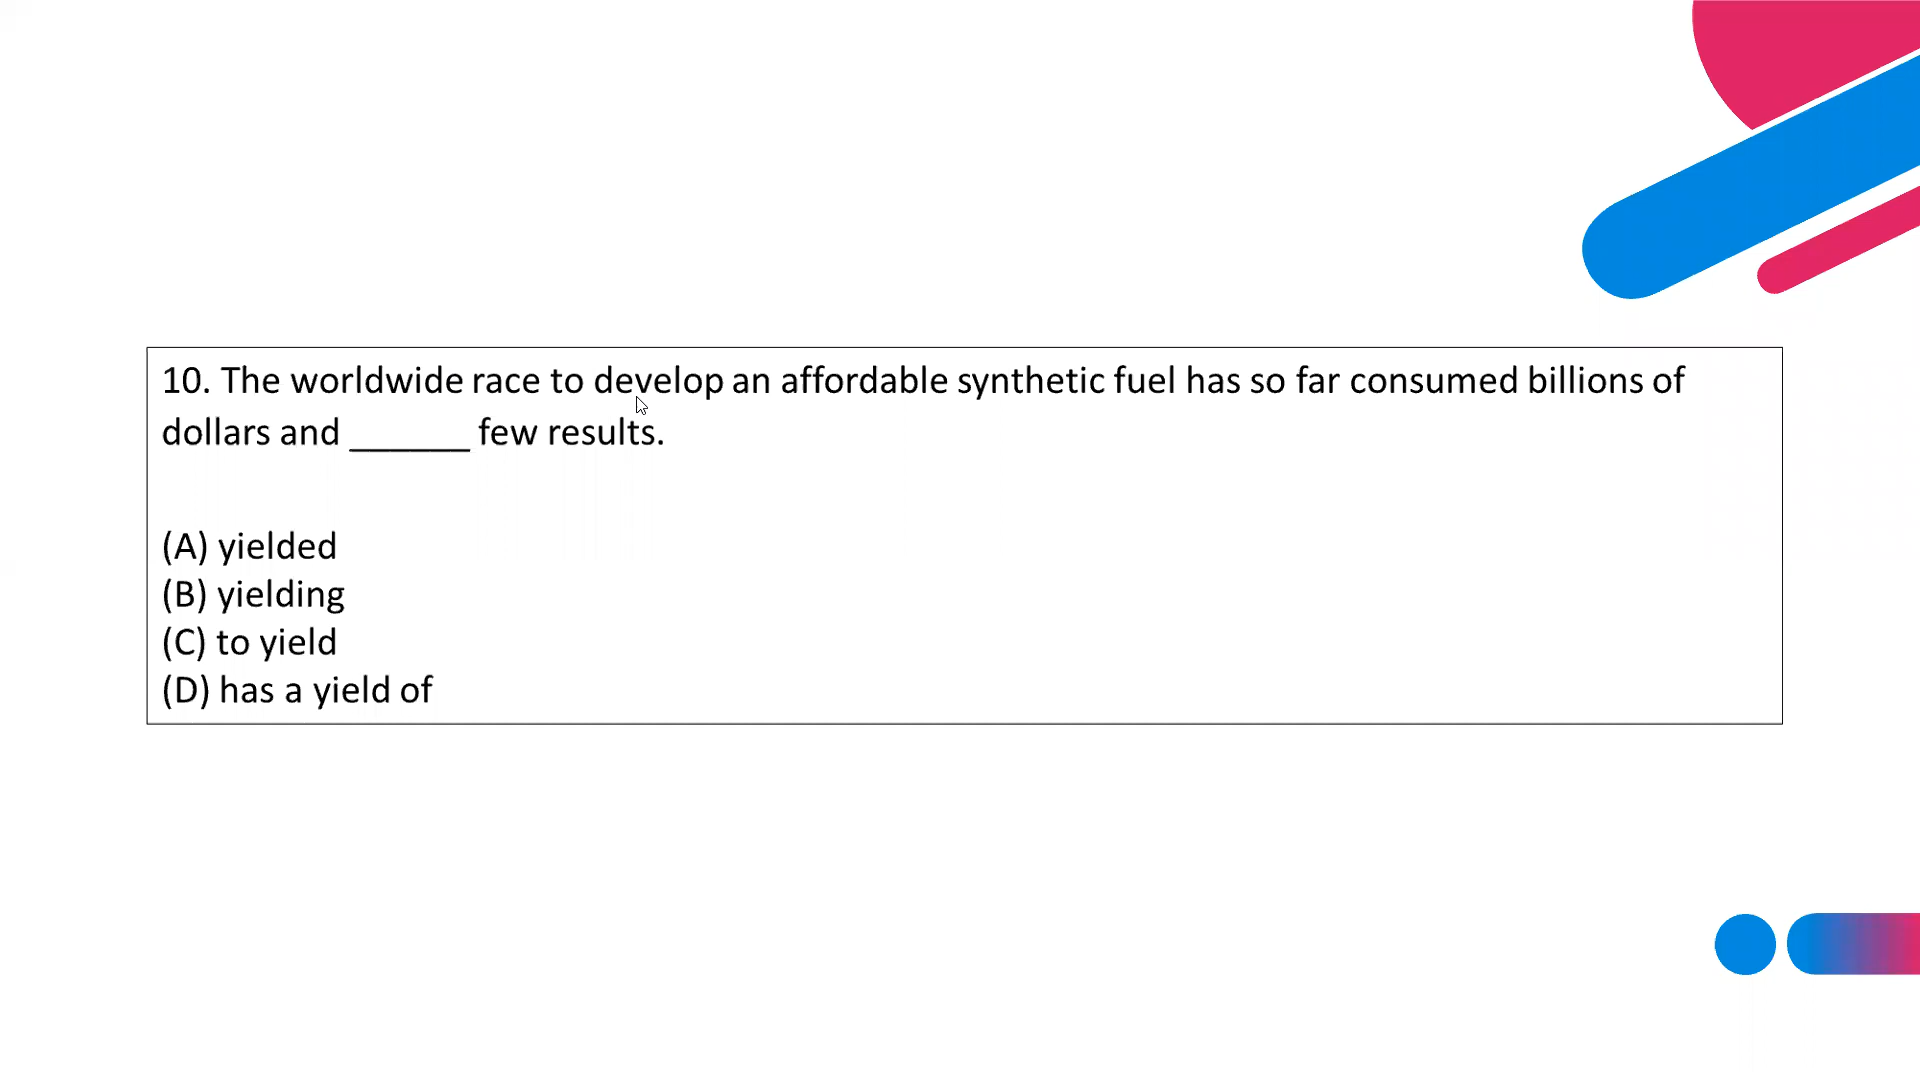 10. The worldwide race to develop an affordable synthetic fuel has so far consumed billions of
dollars and ______ few results.
(A) yielded
(B) yielding
(C) to yield
(D) has a yield of